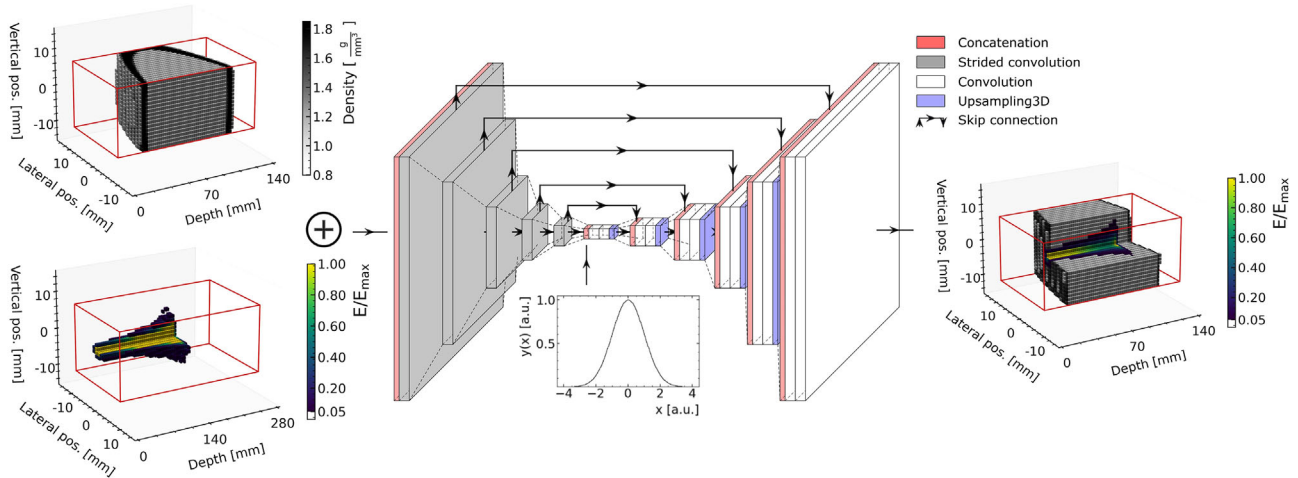 Vertical pos. [mm]
10
0
-10
10
0
-10
Lateral pos. [mm]
0
70
140
Depth [mm]
1.8
1.6
1.4
1.2
1.0
0.8
Density [ g/mm³ ]
Vertical pos. [mm]
10
0
-10
-10
0
10
Lateral pos. [mm]
0
140
280
Depth [mm]
1.00
0.80
0.60
0.40
0.20
0.05
E/Emax
y(x) [a.u.]
1.0
0.5
−4
−2
0
2
4
x [a.u.]
Concatenation
Strided convolution
Convolution
Upsampling3D
Skip connection
Vertical pos. [mm]
10
0
-10
10
0
-10
Lateral pos. [mm]
0
70
140
Depth [mm]
1.00
0.80
0.60
0.40
0.20
0.05
E/Emax